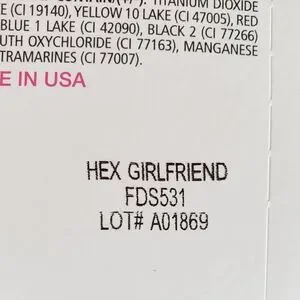 TITANIUM DIOXIDE
E (CI 19140), YELLOW 10 LAKE (CI 47005), RED
BLUE 1 LAKE (CI 42090), BLACK 2 (CI 77266)
UTH OXYCHLORIDE (CI 77163), MANGANESE
TRAMARINES (CI 77007).
E IN USA
HEX GIRLFRIEND
FDS531
LOT# A01869